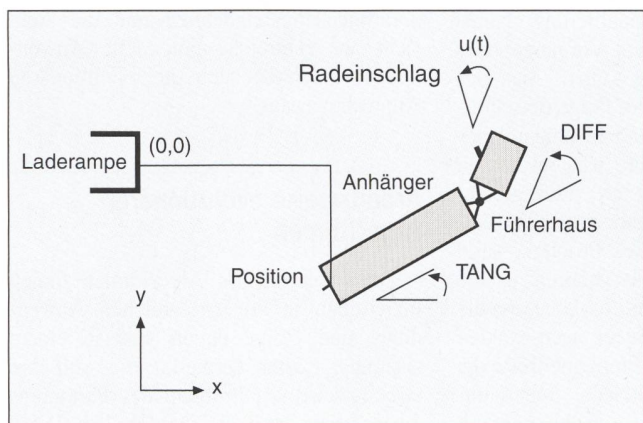 u(t)
Radeinschlag
(0,0)
DIFF
Laderampe
Anhänger
Führerhaus
Position
TANG
y
x